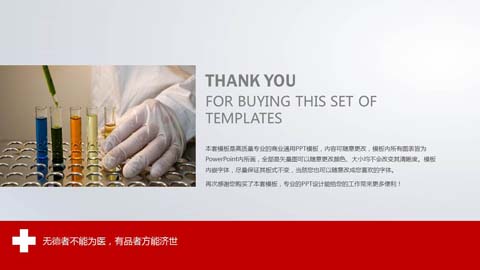 THANK YOU
FOR BUYING THIS SET OF
TEMPLATES
本套模板是高质量专业的商业通用PPT模板，内容可随意更改，模板内所有图表皆为
PowerPoint内所画，全部是矢量图可以随意更改颜色、大小均不会改变其清晰度。模板
内嵌字体，尽量保证其板式不变，当然您也可以随意改成您喜欢的字体。
再次感谢您购买了本套模板，专业的PPT设计能给您的工作带来更多便利！
无德者不能为医，有品者方能济世